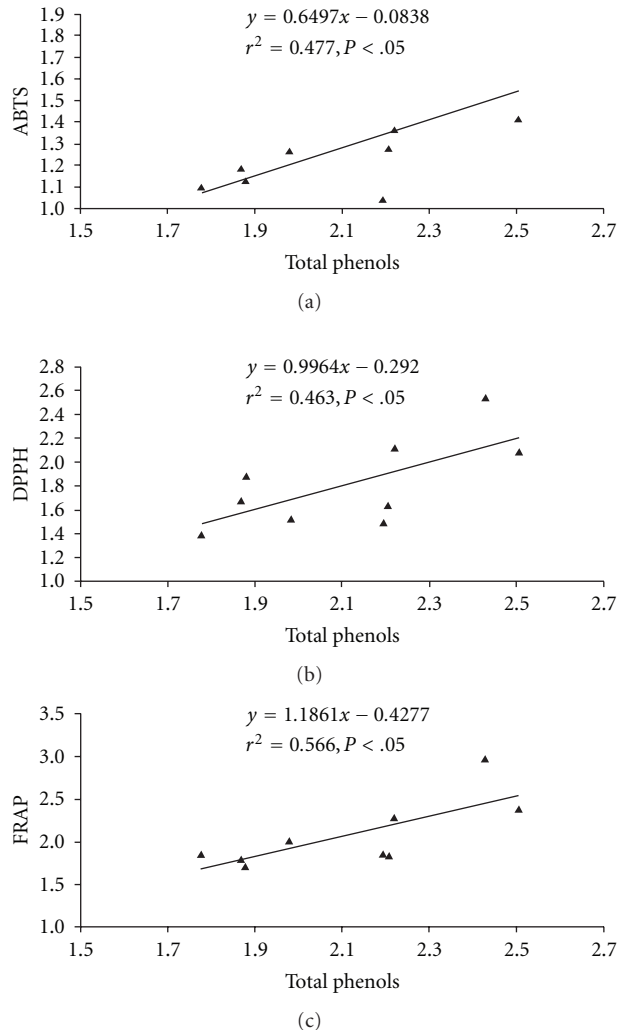 y = 0.6497x − 0.0838
r² = 0.477, P < .05
1.9
1.8
1.7
1.6
1.5
1.4
1.3
1.2
1.1
1.0
ABTS
1.5 1.7 1.9 2.1 2.3 2.5 2.7
Total phenols
(a)
y = 0.9964x − 0.292
r² = 0.463, P < .05
2.8
2.6
2.4
2.2
2.0
1.8
1.6
1.4
1.2
1.0
DPPH
1.5 1.7 1.9 2.1 2.3 2.5 2.7
Total phenols
(b)
y = 1.1861x − 0.4277
r² = 0.566, P < .05
3.5
3.0
2.5
2.0
1.5
1.0
FRAP
1.5 1.7 1.9 2.1 2.3 2.5 2.7
Total phenols
(c)